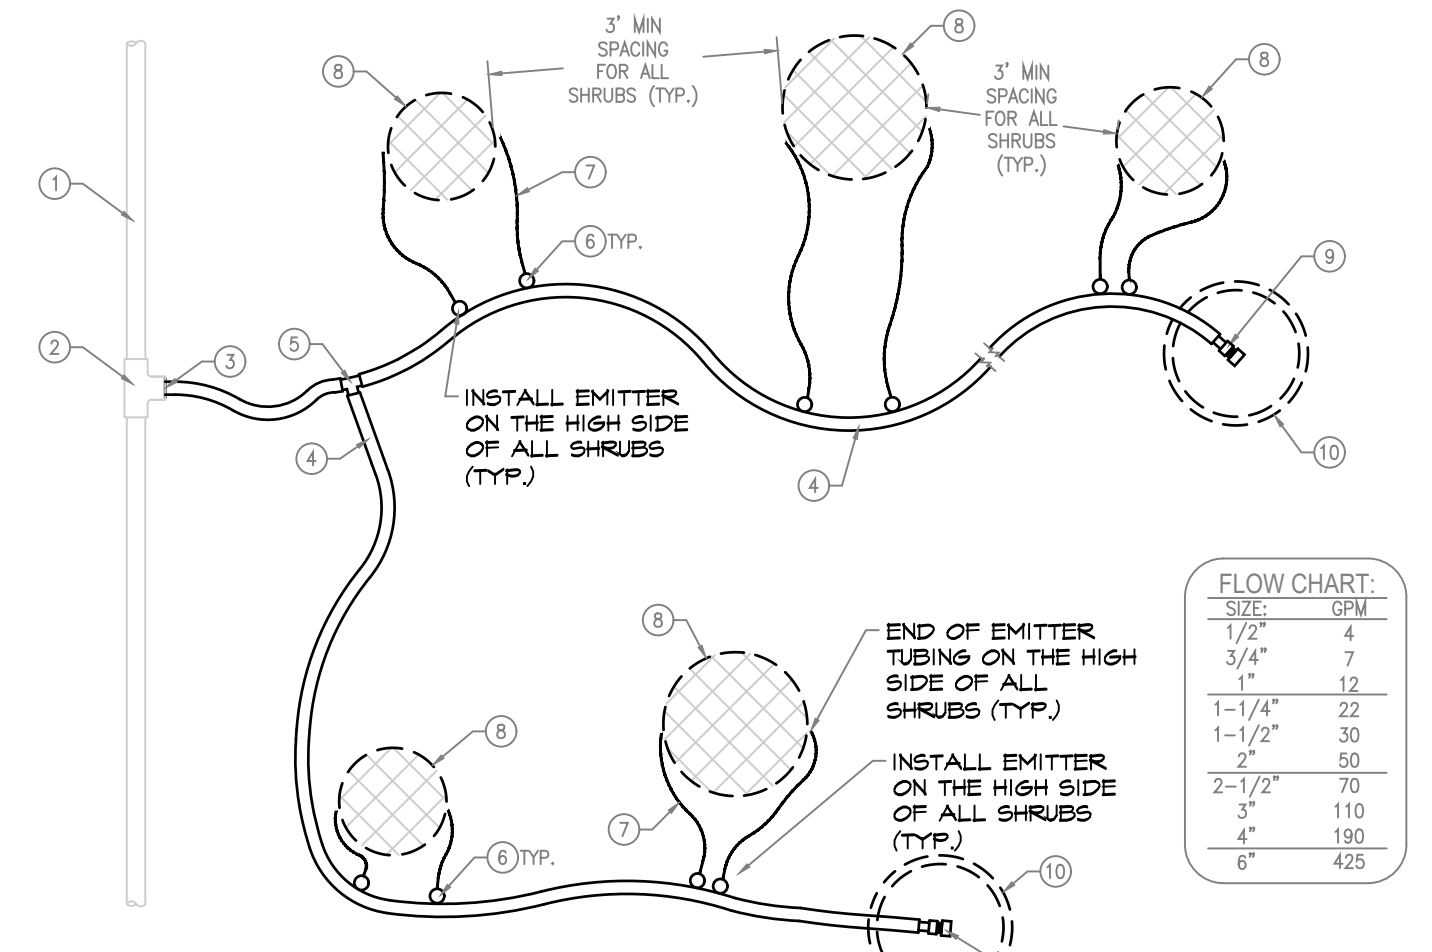 8
3' MIN
SPACING
FOR ALL
SHRUBS (TYP.)
8
3' MIN
SPACING
FOR ALL
SHRUBS
(TYP.)
8
1
7
6 TYP.
9
2
3
5
INSTALL EMITTER
ON THE HIGH SIDE
OF ALL SHRUBS
(TYP.)
4
4
10
8
END OF EMITTER
TUBING ON THE HIGH
SIDE OF ALL
SHRUBS (TYP.)
8
INSTALL EMITTER
ON THE HIGH SIDE
OF ALL SHRUBS
(TYP.)
7
6 TYP.
10
FLOW CHART:
SIZE: GPM
1/2" 4
3/4" 7
1" 12
1-1/4" 22
1-1/2" 30
2" 50
2-1/2" 70
3" 110
4" 190
6" 425